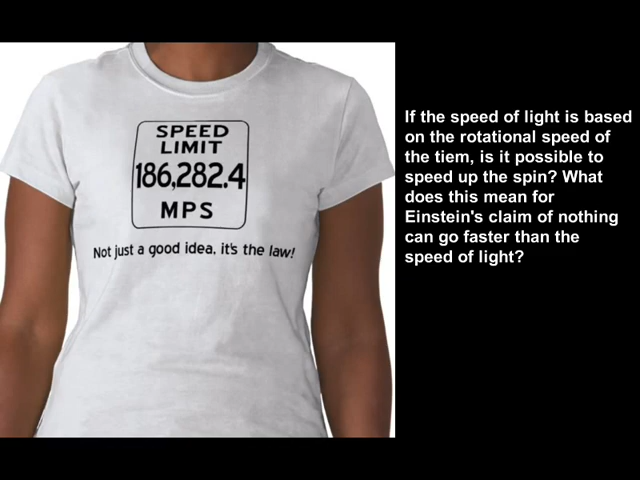 SPEED
LIMIT
186,282.4
MPS
Not just a good idea, it's the law!
If the speed of light is based
on the rotational speed of
the tiem, is it possible to
speed up the spin? What
does this mean for
Einstein's claim of nothing
can go faster than the
speed of light?